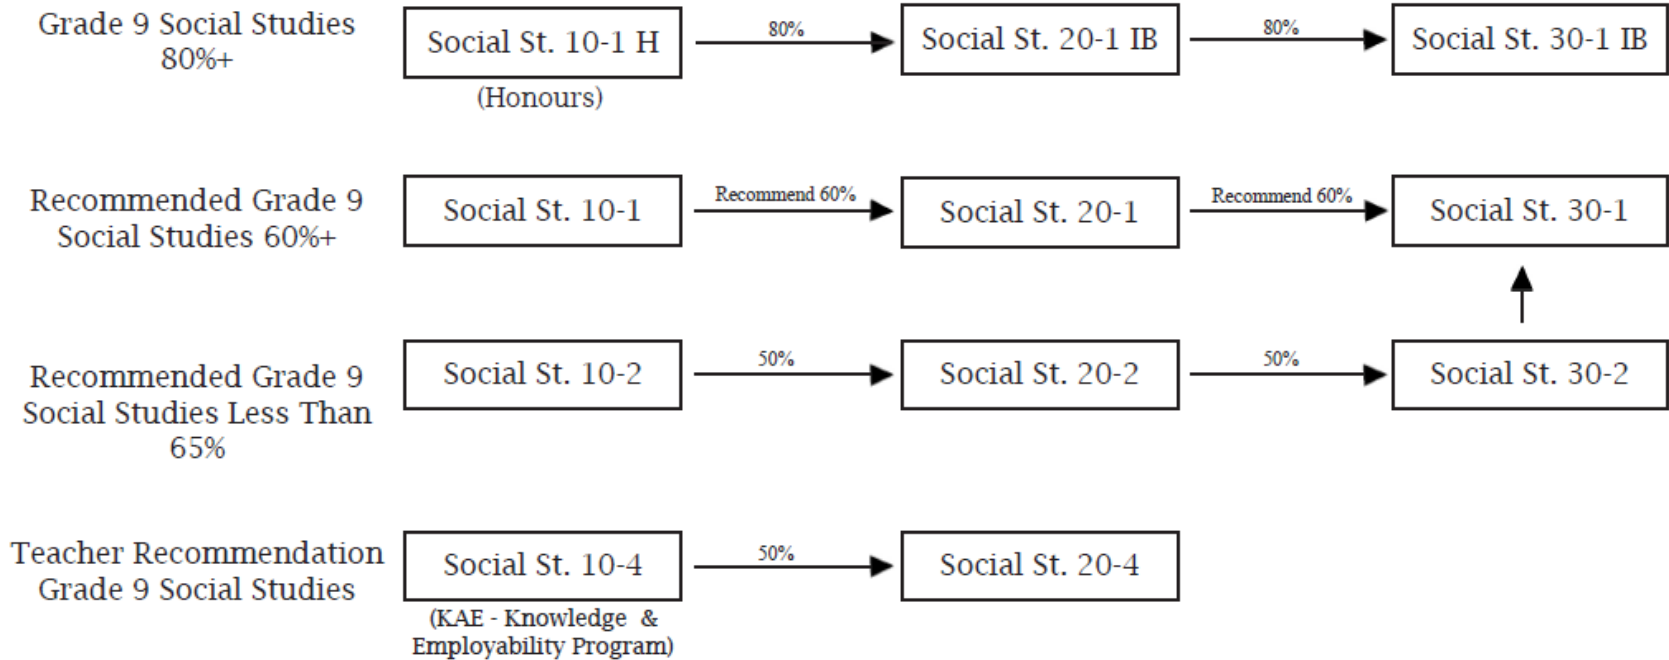 Grade 9 Social Studies
80%+
Social St. 10-1 H
(Honours)
80%
Social St. 20-1 IB
80%
Social St. 30-1 IB
Recommended Grade 9
Social Studies 60%+
Social St. 10-1
Recommend 60%
Social St. 20-1
Recommend 60%
Social St. 30-1
Recommended Grade 9
Social Studies Less Than
65%
Social St. 10-2
50%
Social St. 20-2
50%
Social St. 30-2
Teacher Recommendation
Grade 9 Social Studies
Social St. 10-4
(KAE - Knowledge &
Employability Program)
50%
Social St. 20-4